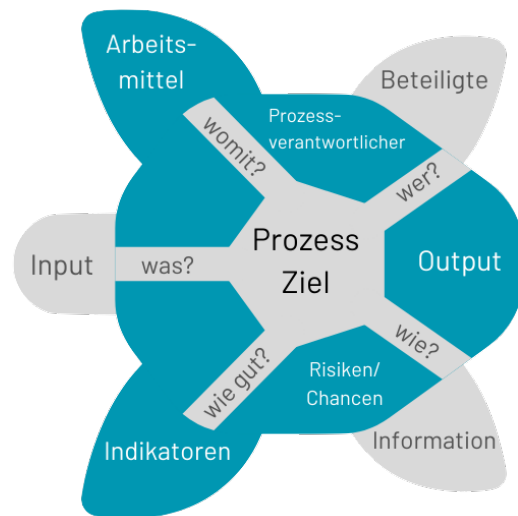 Arbeits-
mittel
Beteiligte
Prozess-
verantwortlicher
womit?
wer?
Input
was?
Prozess
Ziel
Output
wie gut?
wie?
Risiken/
Chancen
Indikatoren
Information